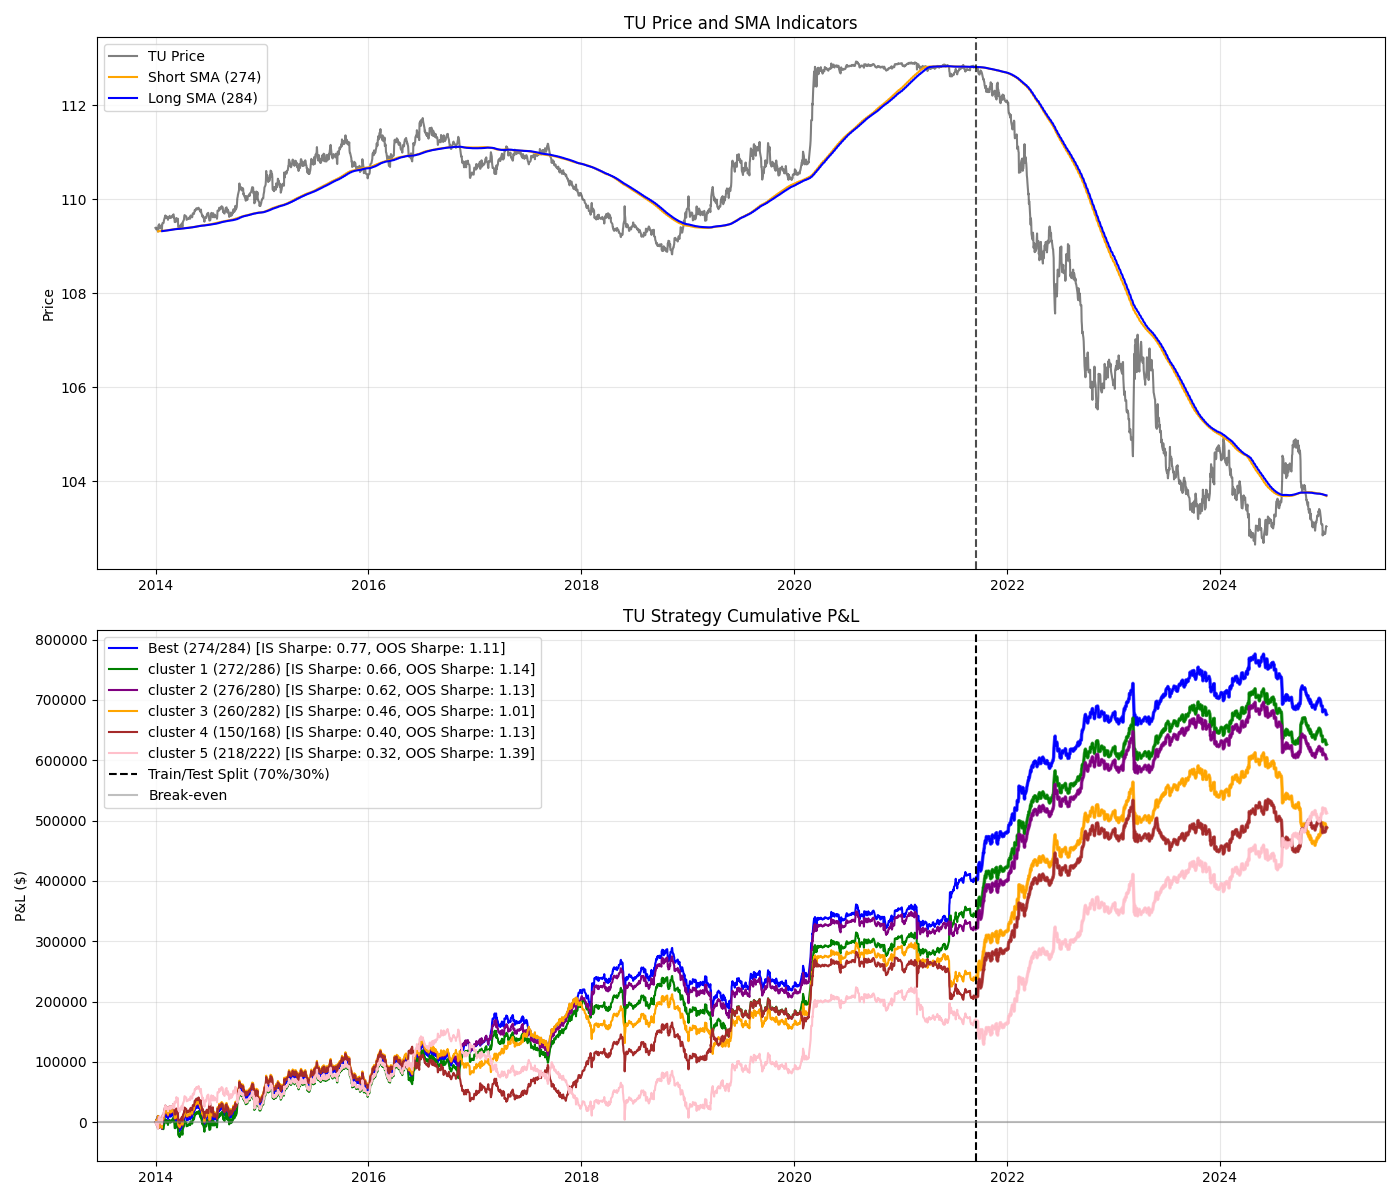 TU Price and SMA Indicators
TU Price
Short SMA (274)
Long SMA (284)
Price
112
110
108
106
104
2014
2016
2018
2020
2022
2024
TU Strategy Cumulative P&L
Best (274/284) [IS Sharpe: 0.77, OOS Sharpe: 1.11]
cluster 1 (272/286) [IS Sharpe: 0.66, OOS Sharpe: 1.14]
cluster 2 (276/280) [IS Sharpe: 0.62, OOS Sharpe: 1.13]
cluster 3 (260/282) [IS Sharpe: 0.46, OOS Sharpe: 1.01]
cluster 4 (150/168) [IS Sharpe: 0.40, OOS Sharpe: 1.13]
cluster 5 (218/222) [IS Sharpe: 0.32, OOS Sharpe: 1.39]
Train/Test Split (70%/30%)
Break-even
P&L ($)
800000
700000
600000
500000
400000
300000
200000
100000
0
2014
2016
2018
2020
2022
2024